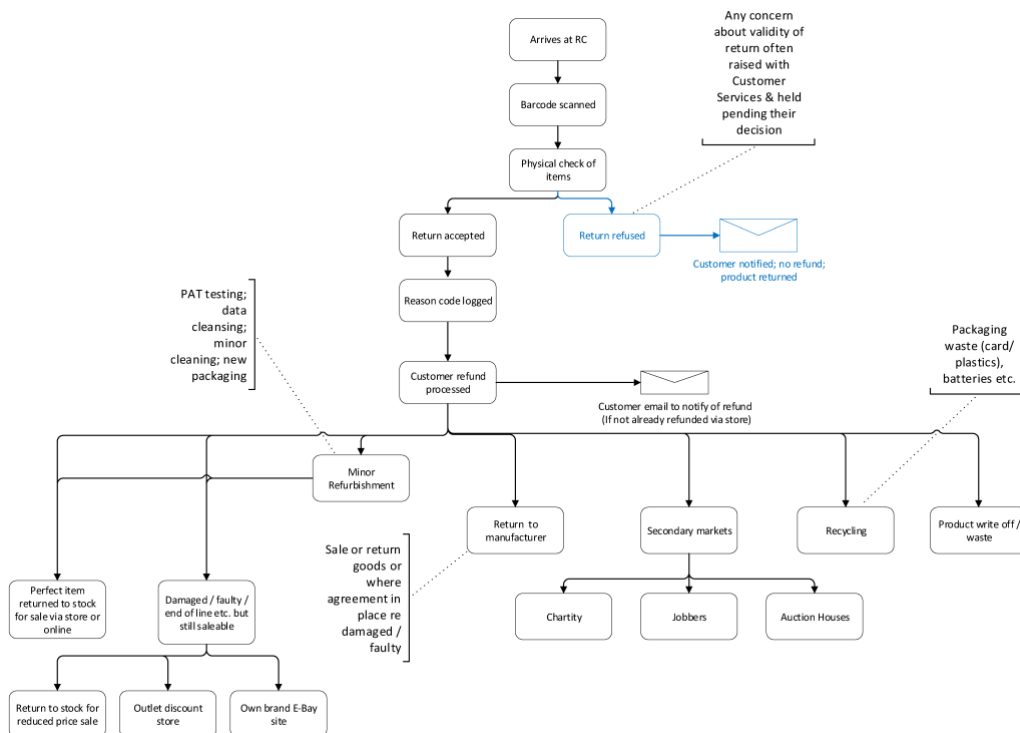 Arrives at RC
Any concern
about validity of
return often
raised with
Customer
Services & held
pending their
decision
Barcode scanned
Physical check of
items
Return accepted
Return refused
Customer notified; no refund;
product returned
Reason code logged
PAT testing;
data
cleansing;
minor
cleaning; new
packaging
Packaging
waste (card/
plastics),
batteries etc.
Customer refund
processed
Customer email to notify of refund
(If not already refunded via store)
Minor
Refurbishment
Return to
manufacturer
Secondary markets
Recycling
Product write off /
waste
Sale or return
goods or
where
agreement in
place re
damaged /
faulty
Perfect item
returned to stock
for sale via store or
online
Damaged / faulty /
end of line etc. but
still saleable
Chartity
Jobbers
Auction Houses
Return to stock for
reduced price sale
Outlet discount
store
Own brand E-Bay
site